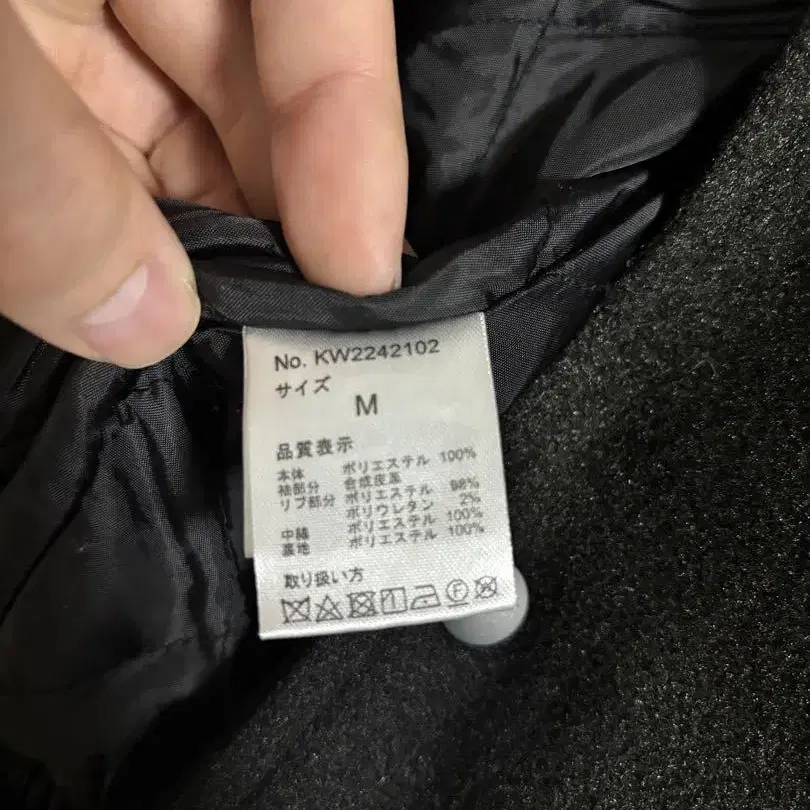 No. KW2242102
サイズ
M
品質表示
本体 ポリエステル 100%
袖部分 合成皮革
リブ部分 ポリエステル 98%
ポリウレタン 2%
中綿 ポリエステル 100%
裏地 ポリエステル 100%
取り扱い方